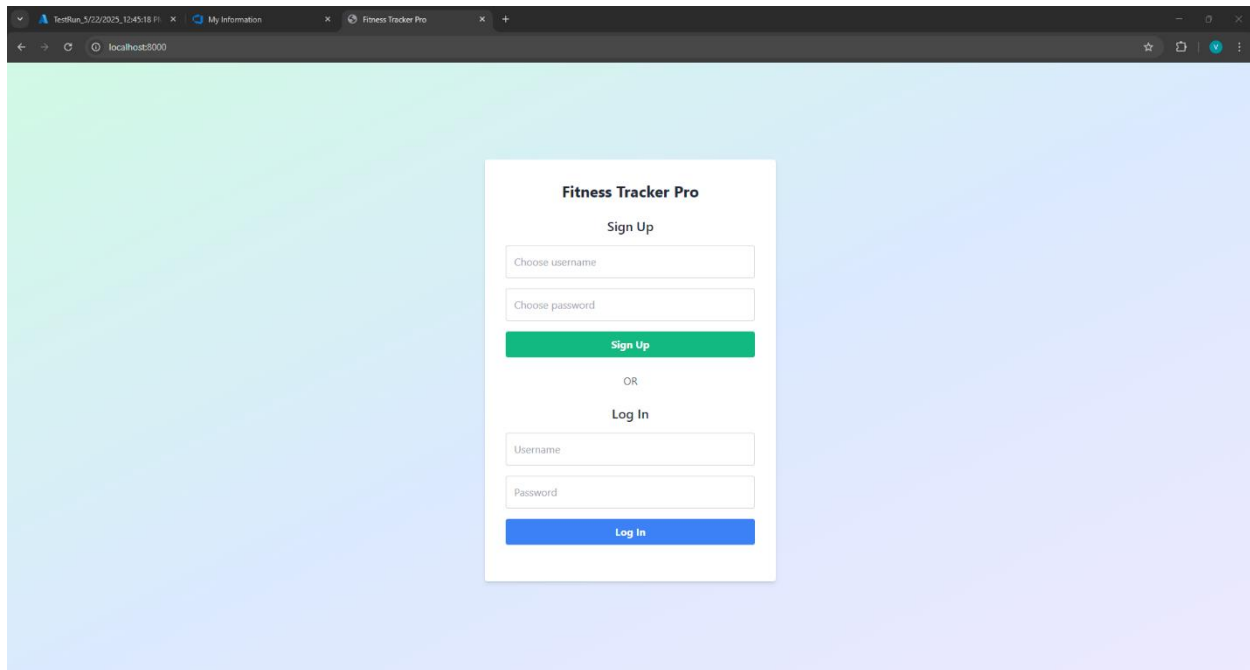 TestRun_5/22/2025_12:45:18 P
My Information
Fitness Tracker Pro
localhost:8000
V
Fitness Tracker Pro
Sign Up
Choose username
Choose password
Sign Up
OR
Log In
Username
Password
Log In